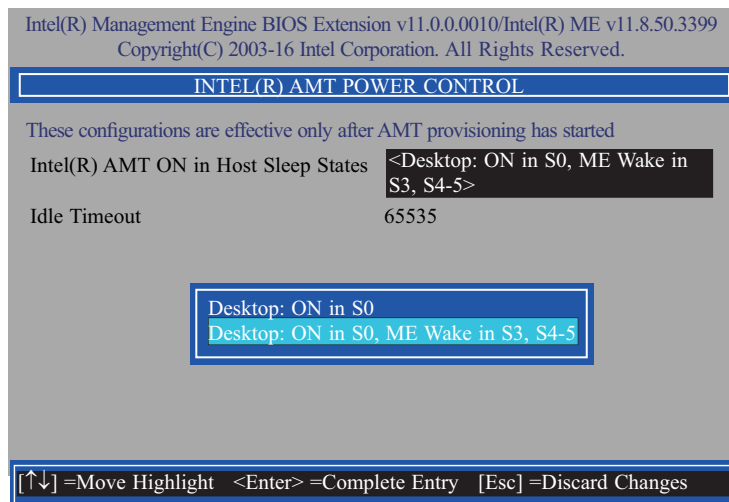 Intel(R) Management Engine BIOS Extension v11.0.0.0010/Intel(R) ME v11.8.50.3399
Copyright(C) 2003-16 Intel Corporation. All Rights Reserved.
INTEL(R) AMT POWER CONTROL
These configurations are effective only after AMT provisioning has started
Intel(R) AMT ON in Host Sleep States <Desktop: ON in S0, ME Wake in
S3, S4-5>
Idle Timeout 65535
Desktop: ON in S0
Desktop: ON in S0, ME Wake in S3, S4-5
[↑↓] =Move Highlight <Enter> =Complete Entry [Esc] =Discard Changes